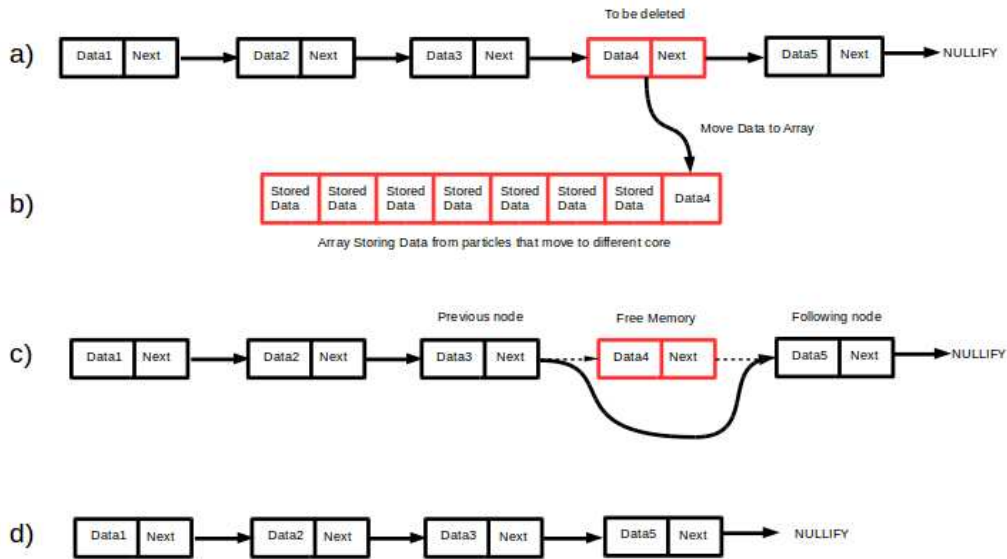 To be deleted
a) Data1 Next Data2 Next Data3 Next Data4 Next Data5 Next NULLIFY
Move Data to Array
b) Stored Data Stored Data Stored Data Stored Data Stored Data Stored Data Stored Data Data4
Array Storing Data from particles that move to different core
Previous node Free Memory Following node
c) Data1 Next Data2 Next Data3 Next Data4 Next Data5 Next NULLIFY
d) Data1 Next Data2 Next Data3 Next Data5 Next NULLIFY